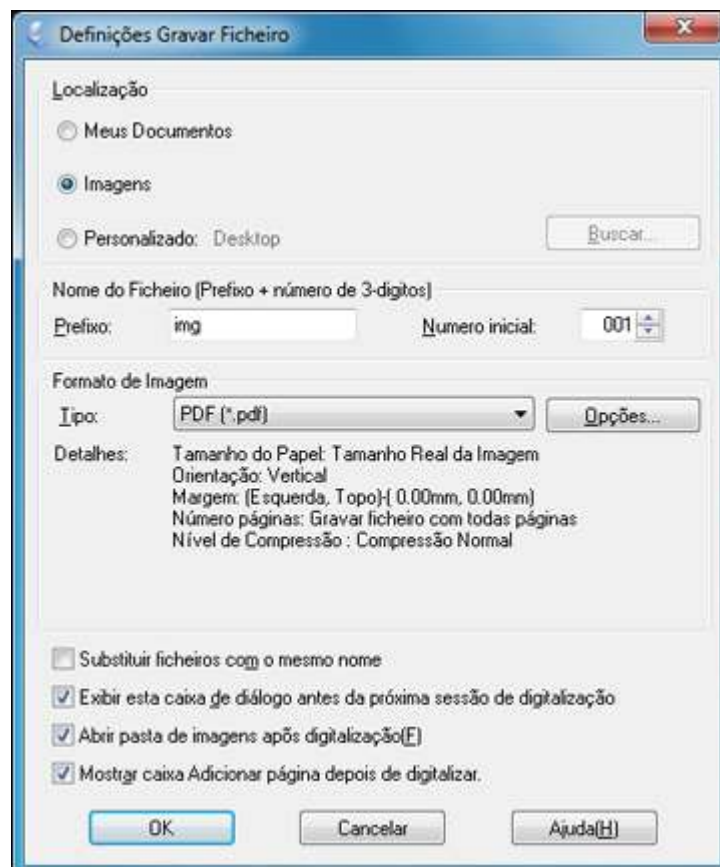 Definições Gravar Ficheiro
Localização
Meus Documentos
Imagens
Personalizado: Desktop Buscar...
Nome do Ficheiro (Prefixo + número de 3-digitos)
Prefixo: img Numero inicial: 001
Formato de Imagem
Tipo: PDF (*.pdf) Opções...
Detalhes: Tamanho do Papel: Tamanho Real da Imagem
Orientação: Vertical
Margem: (Esquerda, Topo)-( 0.00mm, 0.00mm)
Número páginas: Gravar ficheiro com todas páginas
Nível de Compressão : Compressão Normal
Substituir ficheiros com o mesmo nome
Exibir esta caixa de diálogo antes da próxima sessão de digitalização
Abrir pasta de imagens apôs digitalização(F)
Mostrar caixa Adicionar página depois de digitalizar.
OK Cancelar Ajuda(H)